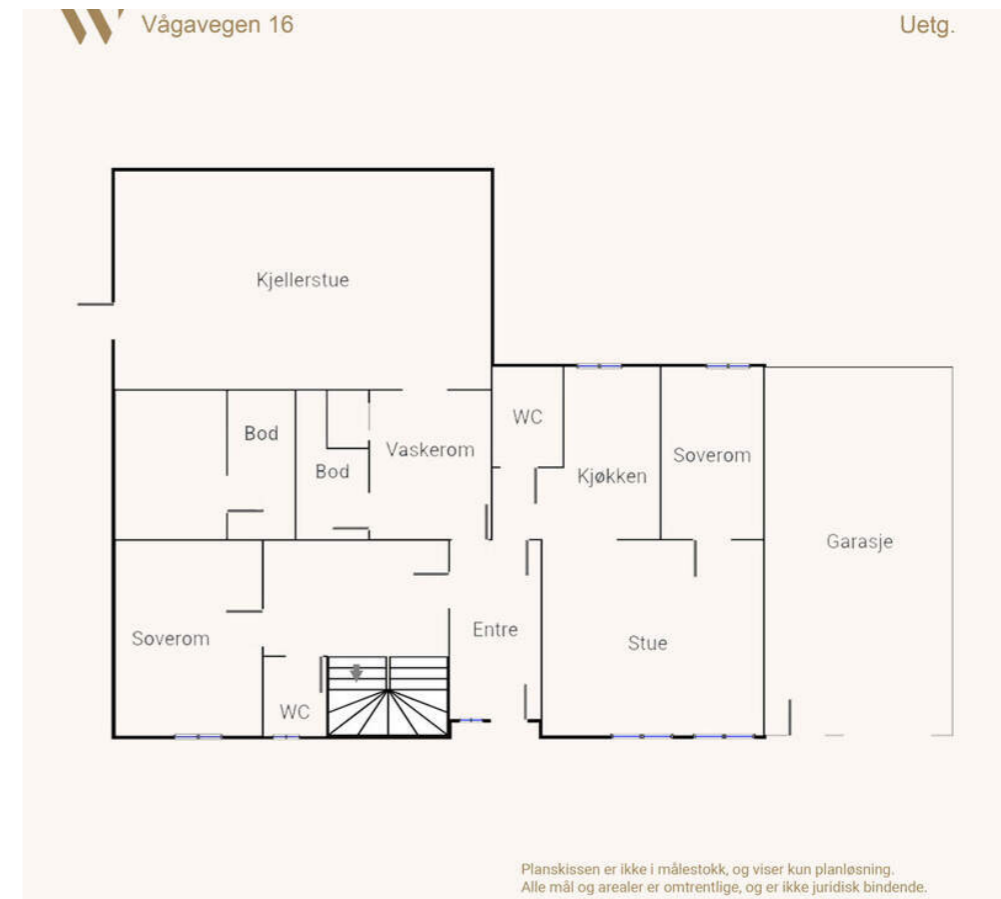 Vågavegen 16
Uetg.
Kjellerstue
WC
Bod
Vaskerom
Soverom
Bod
Kjøkken
Garasje
Entre
Soverom
Stue
WC
Planskissen er ikke i målestokk, og viser kun planløsning.
Alle mål og arealer er omtrentlige, og er ikke juridisk bindende.